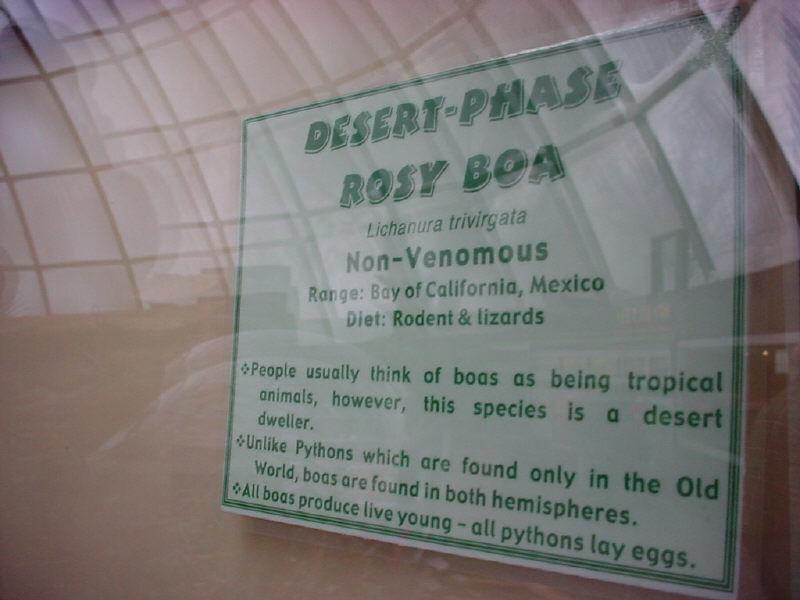 DESERT-PHASE
ROSY BOA
Lichanura trivirgata
Non-Venomous
Range: Bay of California, Mexico
Diet: Rodent & lizards
❖People usually think of boas as being tropical
animals, however, this species is a desert
dweller.
❖Unlike Pythons which are found only in the Old
World, boas are found in both hemispheres.
❖All boas produce live young – all pythons lay eggs.